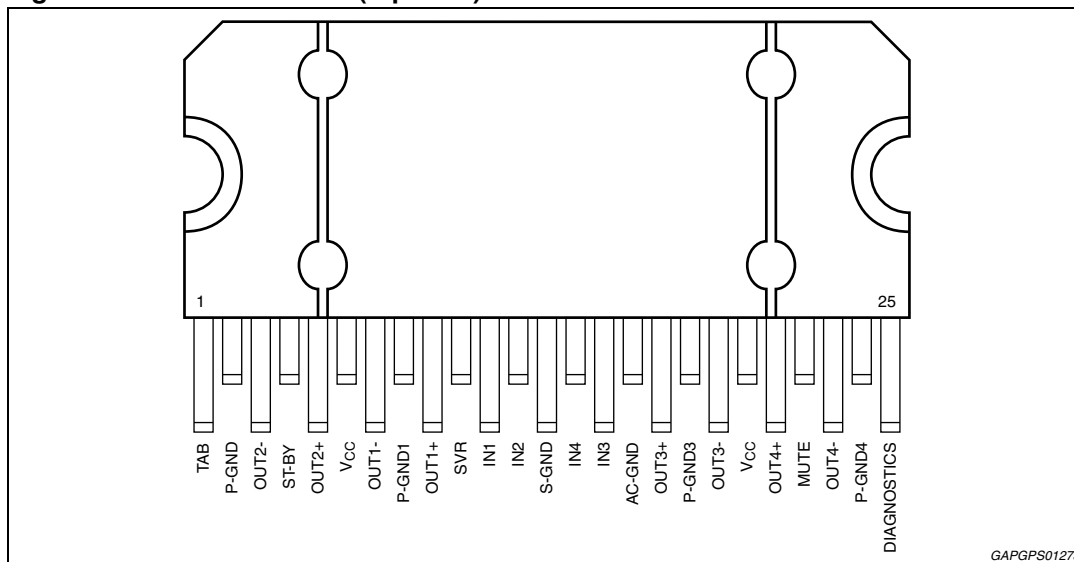 1
25
TAB
P-GND
OUT2-
ST-BY
OUT2+
VCC
OUT1-
P-GND1
OUT1+
SVR
IN1
IN2
S-GND
IN4
IN3
AC-GND
OUT3+
P-GND3
OUT3-
VCC
OUT4+
MUTE
OUT4-
P-GND4
DIAGNOSTICS